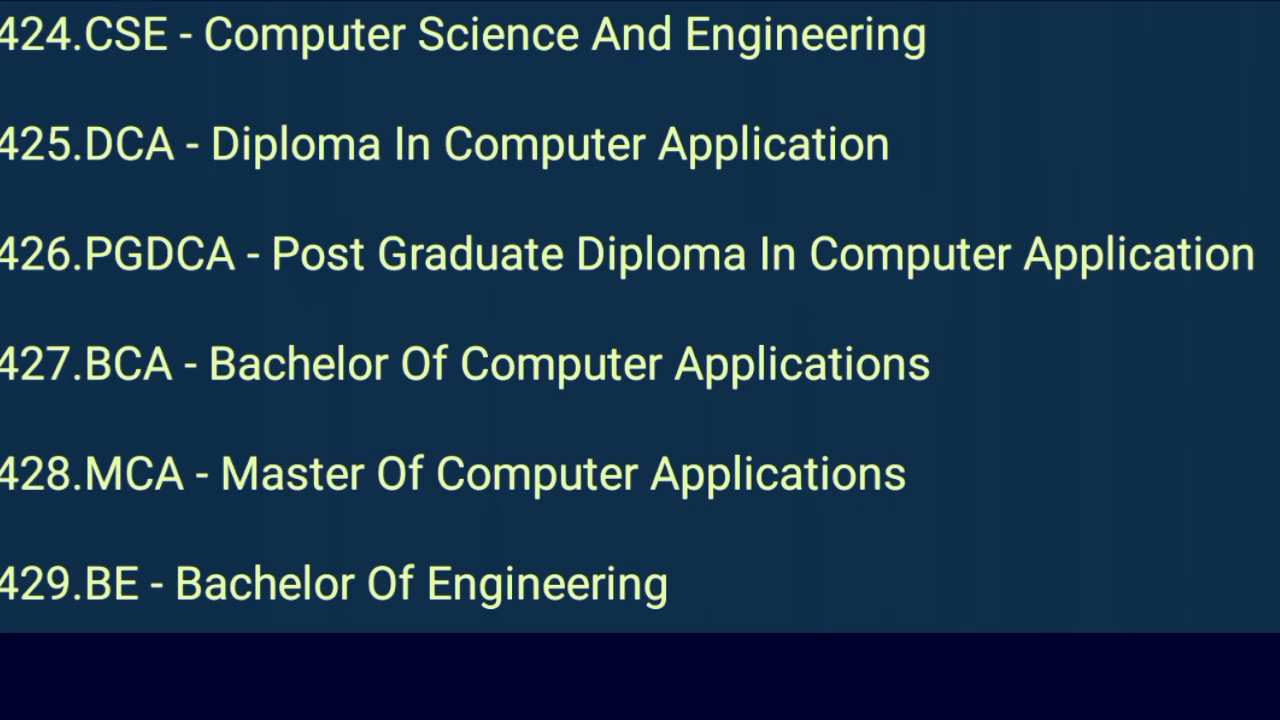 424.CSE - Computer Science And Engineering
425.DCA - Diploma In Computer Application
426.PGDCA - Post Graduate Diploma In Computer Application
427.BCA - Bachelor Of Computer Applications
428.MCA - Master Of Computer Applications
429.BE - Bachelor Of Engineering